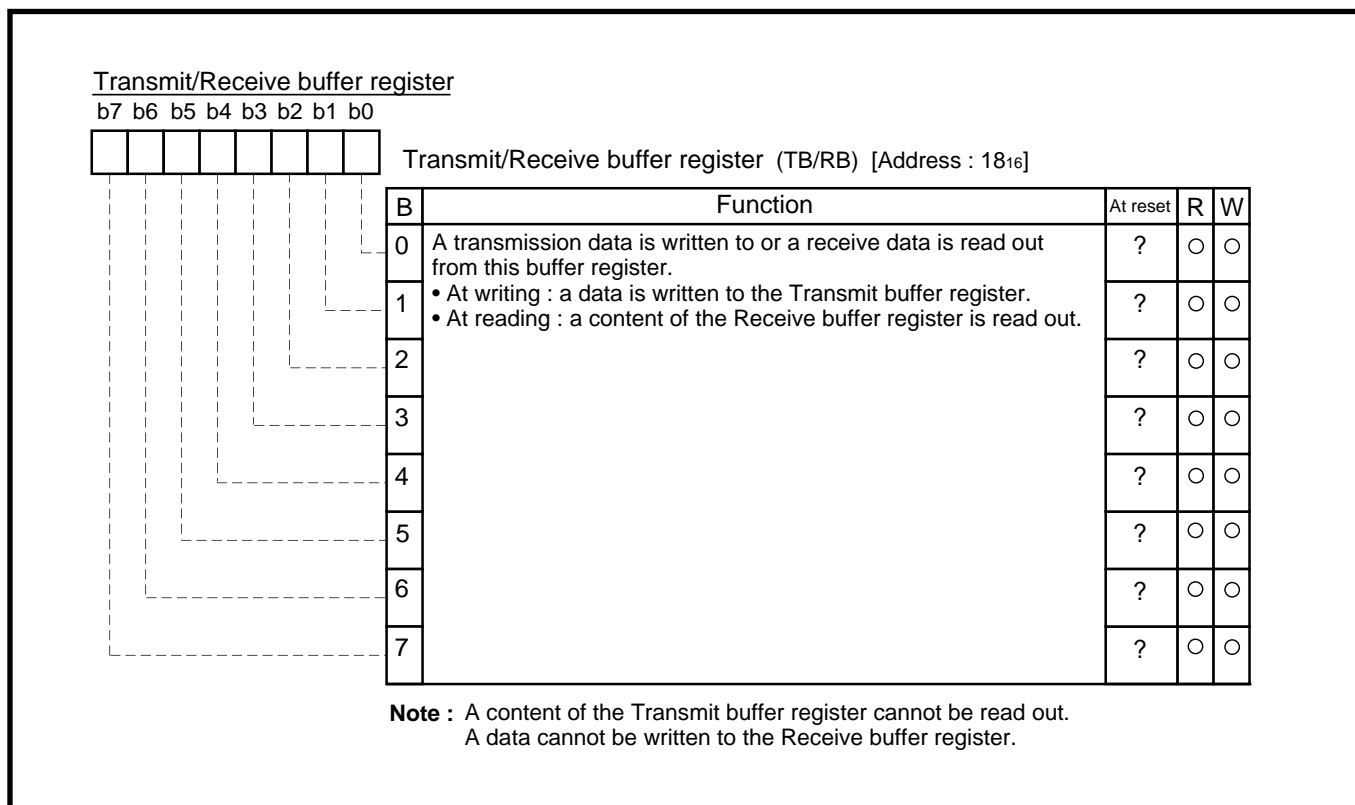 Transmit/Receive buffer register
b7 b6 b5 b4 b3 b2 b1 b0
Transmit/Receive buffer register (TB/RB) [Address : 18₁₆]
B Function At reset R W
0 A transmission data is written to or a receive data is read out ? ○ ○
from this buffer register.
• At writing : a data is written to the Transmit buffer register.
1 ? ○ ○
• At reading : a content of the Receive buffer register is read out.
2 ? ○ ○
3 ? ○ ○
4 ? ○ ○
5 ? ○ ○
6 ? ○ ○
7 ? ○ ○
Note : A content of the Transmit buffer register cannot be read out.
A data cannot be written to the Receive buffer register.